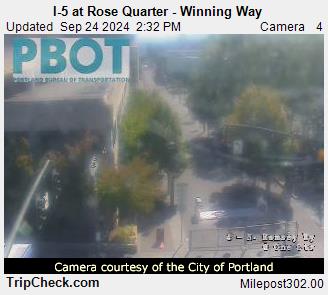 I-5 at Rose Quarter - Winning Way
Updated Sep 24 2024 2:32 PM Camera 4
PBOT
PORTLAND BUREAU OF TRANSPORTATION
Camera courtesy of the City of Portland
TripCheck.com Milepost302.00